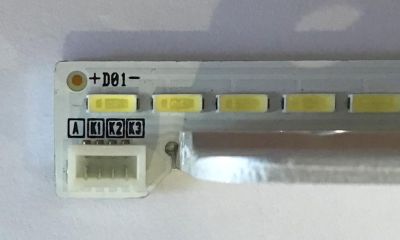 +D01-
A K1 K2 K3